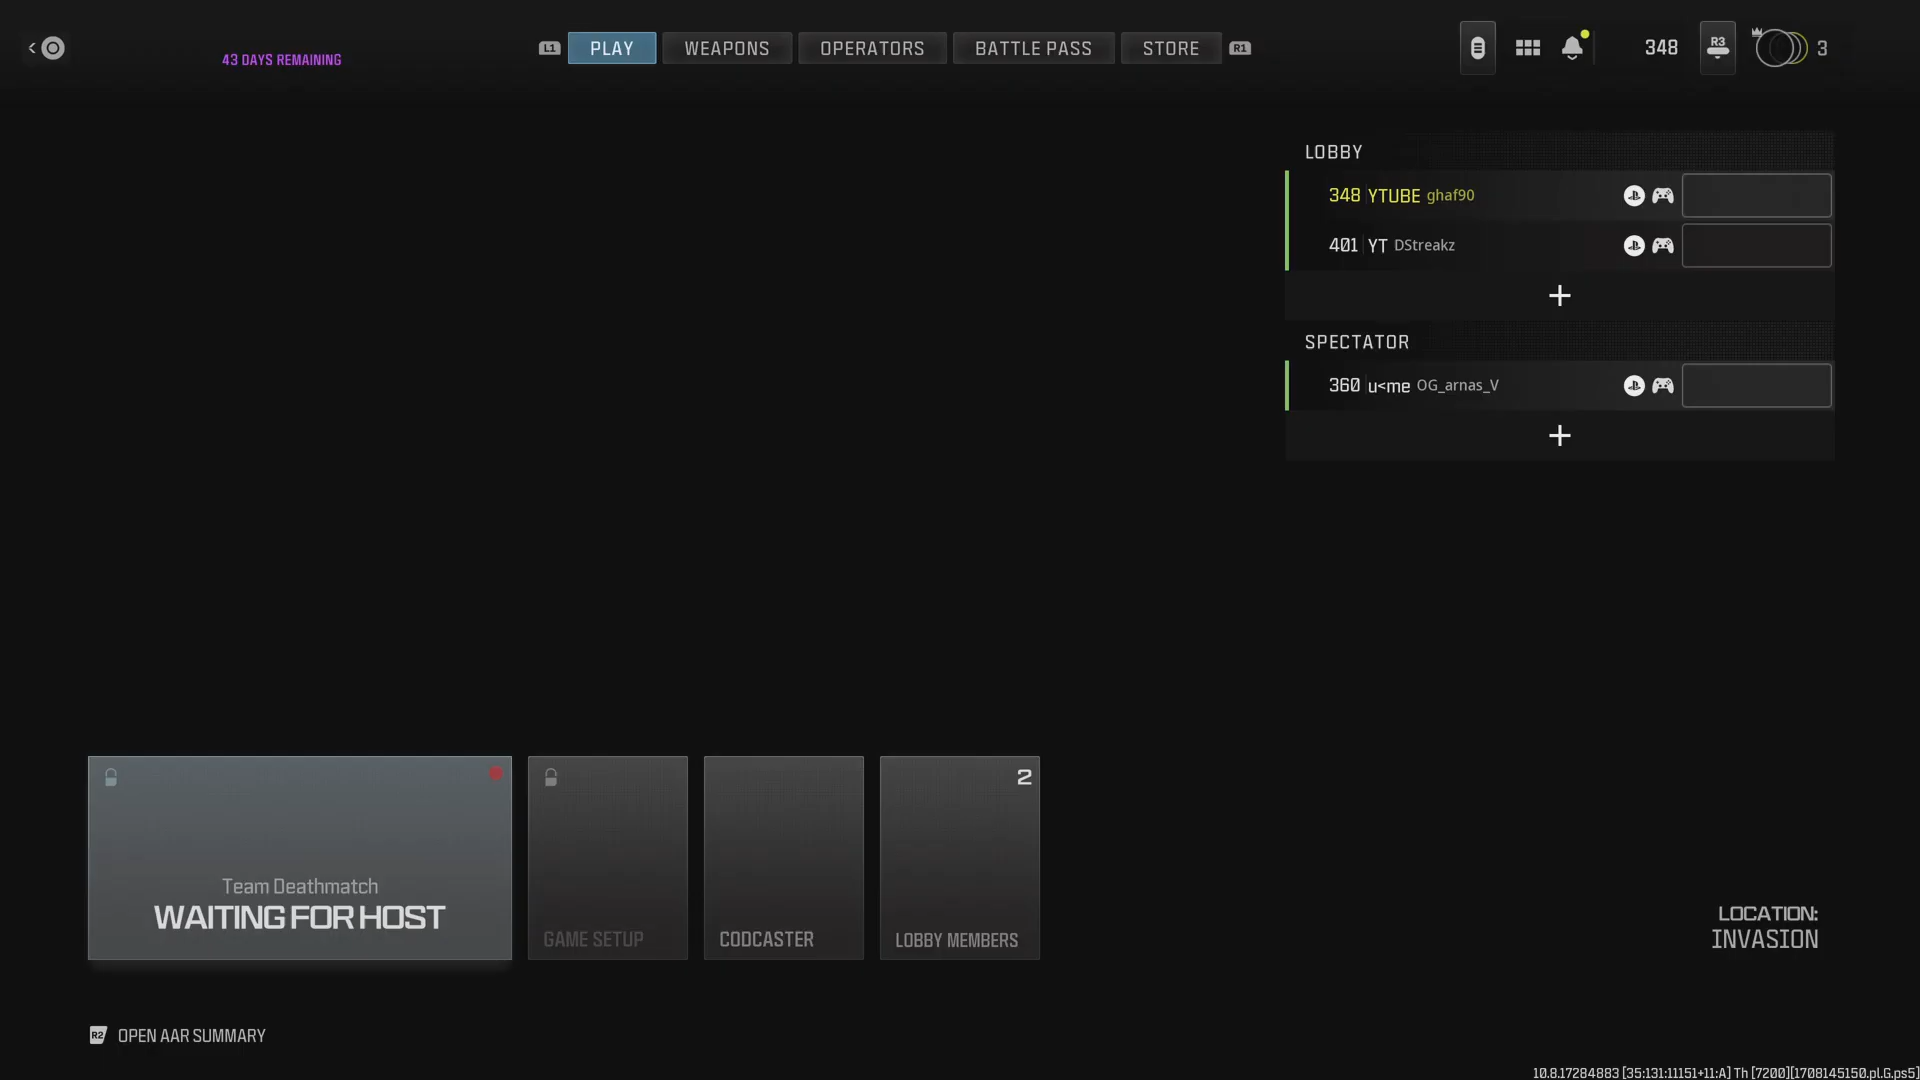 43 DAYS REMAINING
L1
PLAY
WEAPONS
OPERATORS
BATTLE PASS
STORE
R1
348
R3
3
LOBBY
348 YTUBE ghaf90
401 YT DStreakz
SPECTATOR
360 u<me OG_arnas_V
Team Deathmatch
WAITING FOR HOST
GAME SETUP
CODCASTER
2
LOBBY MEMBERS
LOCATION:
INVASION
R2 OPEN AAR SUMMARY
10.8.17284883 [35:131:11151+11:A] Th [7200][1708145150.pl.G.ps5]